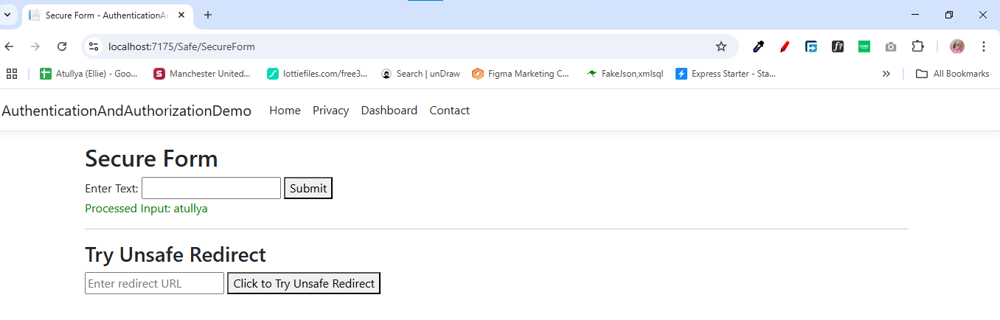 Secure Form - AuthenticationAn
localhost:7175/Safe/SecureForm
Atullya (Ellie) - Goo... Manchester United... lottiefiles.com/free3... Search | unDraw Figma Marketing C... FakeJson,xmlsql Express Starter - Sta... All Bookmarks
AuthenticationAndAuthorizationDemo Home Privacy Dashboard Contact
Secure Form
Enter Text: Submit
Processed Input: atullya
Try Unsafe Redirect
Enter redirect URL Click to Try Unsafe Redirect